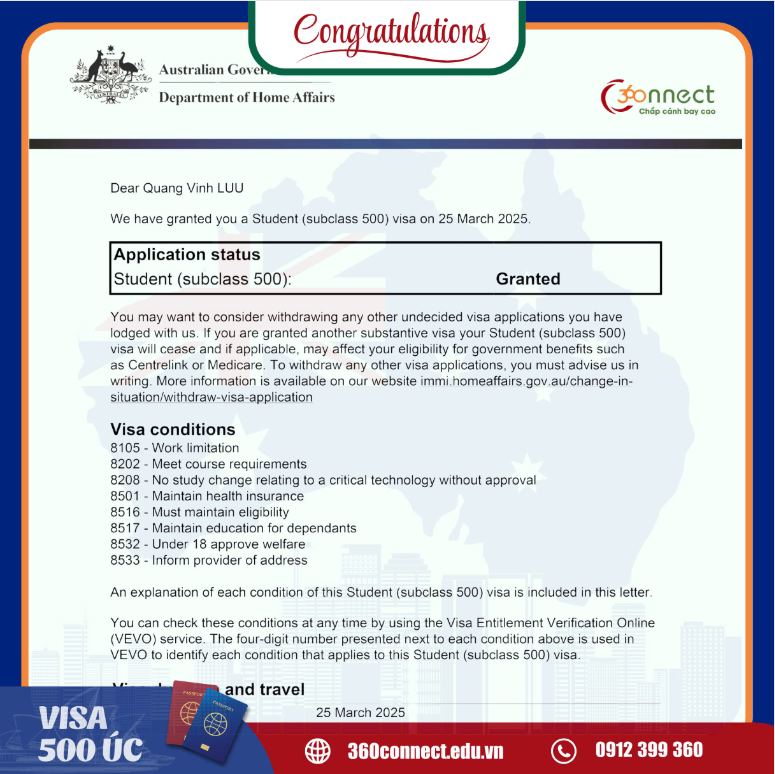 Congratulations
Australian Gover
Department of Home Affairs
360nnect
Chắp cánh bay cao
Dear Quang Vinh LUU
We have granted you a Student (subclass 500) visa on 25 March 2025.
Application status
Student (subclass 500): Granted
You may want to consider withdrawing any other undecided visa applications you have
lodged with us. If you are granted another substantive visa your Student (subclass 500)
visa will cease and if applicable, may affect your eligibility for government benefits such
as Centrelink or Medicare. To withdraw any other visa applications, you must advise us in
writing. More information is available on our website immi.homeaffairs.gov.au/change-in-
situation/withdraw-visa-application
Visa conditions
8105 - Work limitation
8202 - Meet course requirements
8208 - No study change relating to a critical technology without approval
8501 - Maintain health insurance
8516 - Must maintain eligibility
8517 - Maintain education for dependants
8532 - Under 18 approve welfare
8533 - Inform provider of address
An explanation of each condition of this Student (subclass 500) visa is included in this letter.
You can check these conditions at any time by using the Visa Entitlement Verification Online
(VEVO) service. The four-digit number presented next to each condition above is used in
VEVO to identify each condition that applies to this Student (subclass 500) visa.
and travel
25 March 2025
PASSPORT
VISA
500 ÚC
360connect.edu.vn
0912 399 360